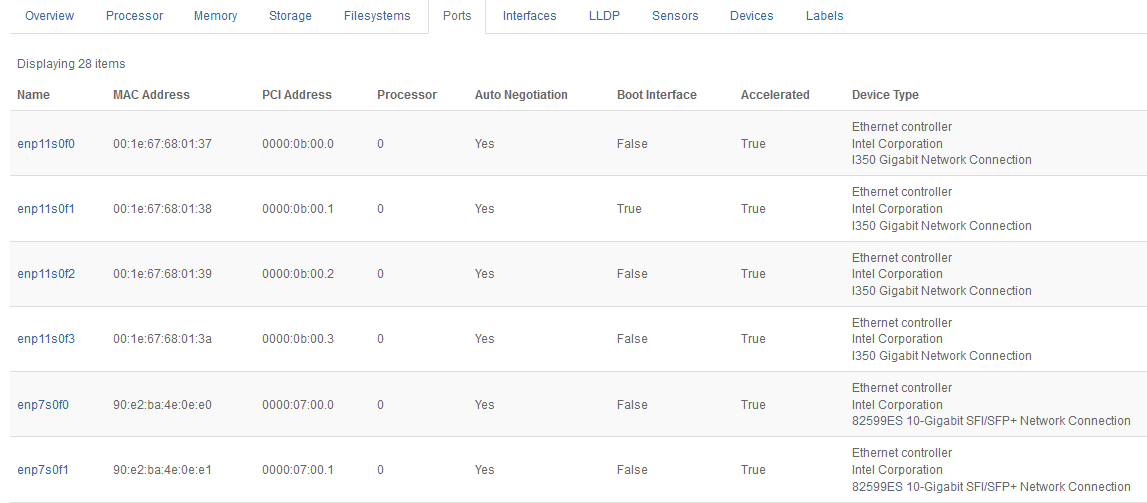 Overview Processor Memory Storage Filesystems Ports Interfaces LLDP Sensors Devices Labels
Displaying 28 items
Name MAC Address PCI Address Processor Auto Negotiation Boot Interface Accelerated Device Type
Ethernet controller
enp11s0f0 00:1e:67:68:01:37 0000:0b:00.0 0 Yes False True Intel Corporation
I350 Gigabit Network Connection
Ethernet controller
enp11s0f1 00:1e:67:68:01:38 0000:0b:00.1 0 Yes True True Intel Corporation
I350 Gigabit Network Connection
Ethernet controller
enp11s0f2 00:1e:67:68:01:39 0000:0b:00.2 0 Yes False True Intel Corporation
I350 Gigabit Network Connection
Ethernet controller
enp11s0f3 00:1e:67:68:01:3a 0000:0b:00.3 0 Yes False True Intel Corporation
I350 Gigabit Network Connection
Ethernet controller
enp7s0f0 90:e2:ba:4e:0e:e0 0000:07:00.0 0 Yes False True Intel Corporation
82599ES 10-Gigabit SFI/SFP+ Network Connection
Ethernet controller
enp7s0f1 90:e2:ba:4e:0e:e1 0000:07:00.1 0 Yes False True Intel Corporation
82599ES 10-Gigabit SFI/SFP+ Network Connection